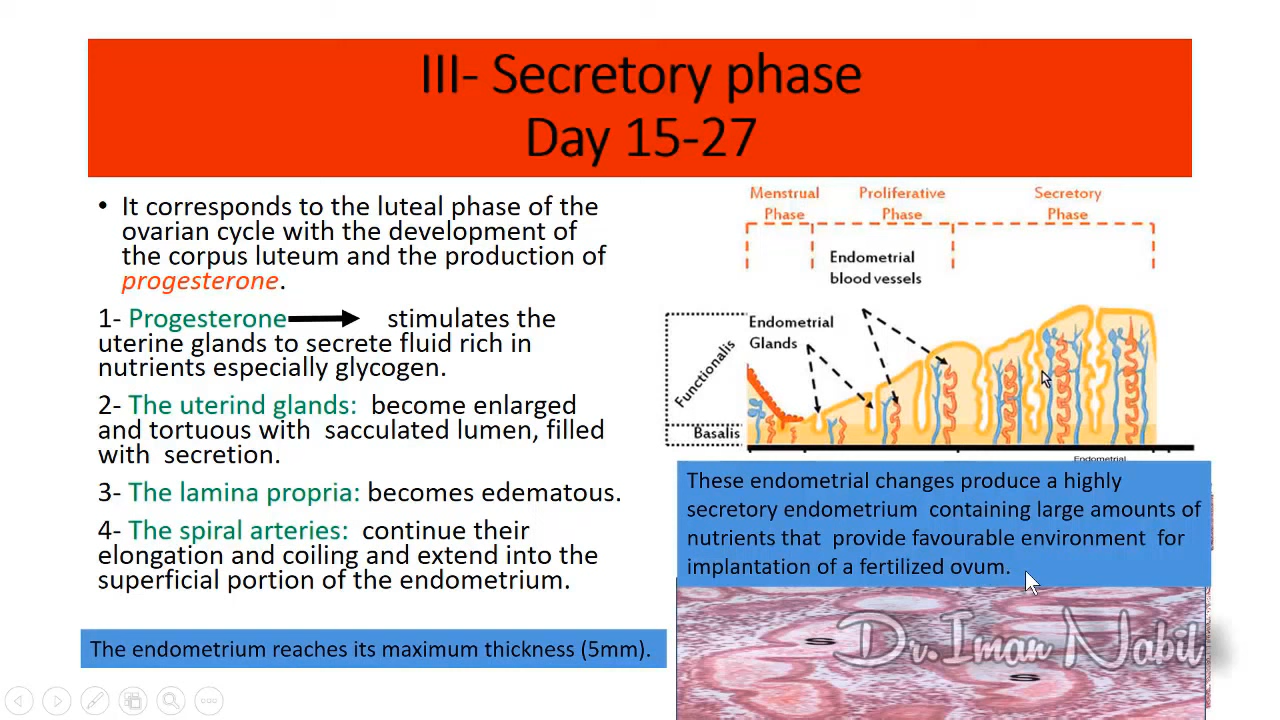 III- Secretory phase
Day 15-27
• It corresponds to the luteal phase of the
ovarian cycle with the development of
the corpus luteum and the production of
progesterone.
1- Progesterone stimulates the
uterine glands to secrete fluid rich in
nutrients especially glycogen.
2- The uterind glands: become enlarged
and tortuous with sacculated lumen, filled
with secretion.
3- The lamina propria: becomes edematous.
4- The spiral arteries: continue their
elongation and coiling and extend into the
superficial portion of the endometrium.
The endometrium reaches its maximum thickness (5mm).
Menstrual
Phase
Proliferative
Phase
Secretory
Phase
Endometrial
blood vessels
Endometrial
Glands
Functionalis
Basalis
Endometrial
These endometrial changes produce a highly
secretory endometrium containing large amounts of
nutrients that provide favourable environment for
implantation of a fertilized ovum.
S
Dr.Iman Nabil
S